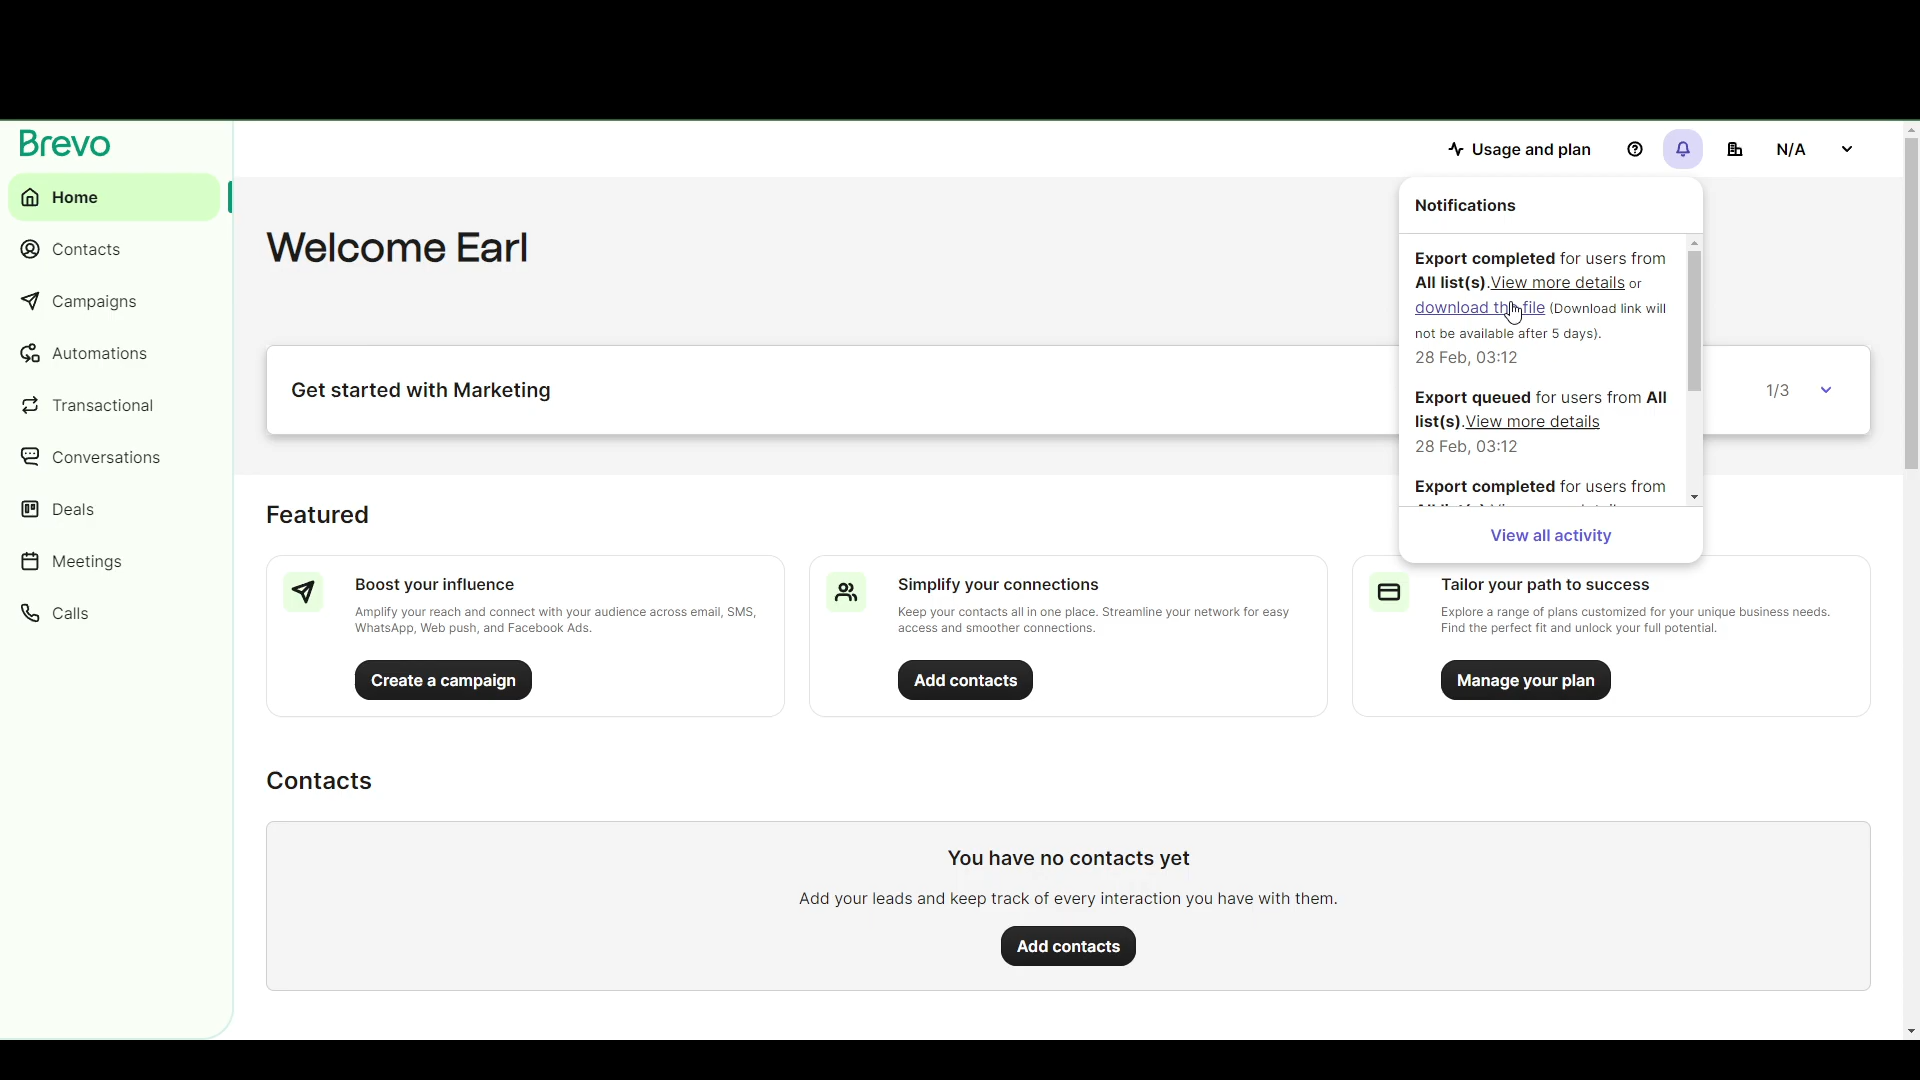 Brevo
Usage and plan
N/A
Home
Contacts
Campaigns
Automations
Transactional
Conversations
Deals
Meetings
Calls
Welcome Earl
Notifications
Export completed for users from
All list(s).View more details or
download the file (Download link will
not be available after 5 days).
28 Feb, 03:12
Export queued for users from All
list(s).View more details
28 Feb, 03:12
Export completed for users from
View all activity
Get started with Marketing
1/3
Featured
Boost your influence
Amplify your reach and connect with your audience across email, SMS,
WhatsApp, Web push, and Facebook Ads.
Create a campaign
Simplify your connections
Keep your contacts all in one place. Streamline your network for easy
access and smoother connections.
Add contacts
Tailor your path to success
Explore a range of plans customized for your unique business needs.
Find the perfect fit and unlock your full potential.
Manage your plan
Contacts
You have no contacts yet
Add your leads and keep track of every interaction you have with them.
Add contacts